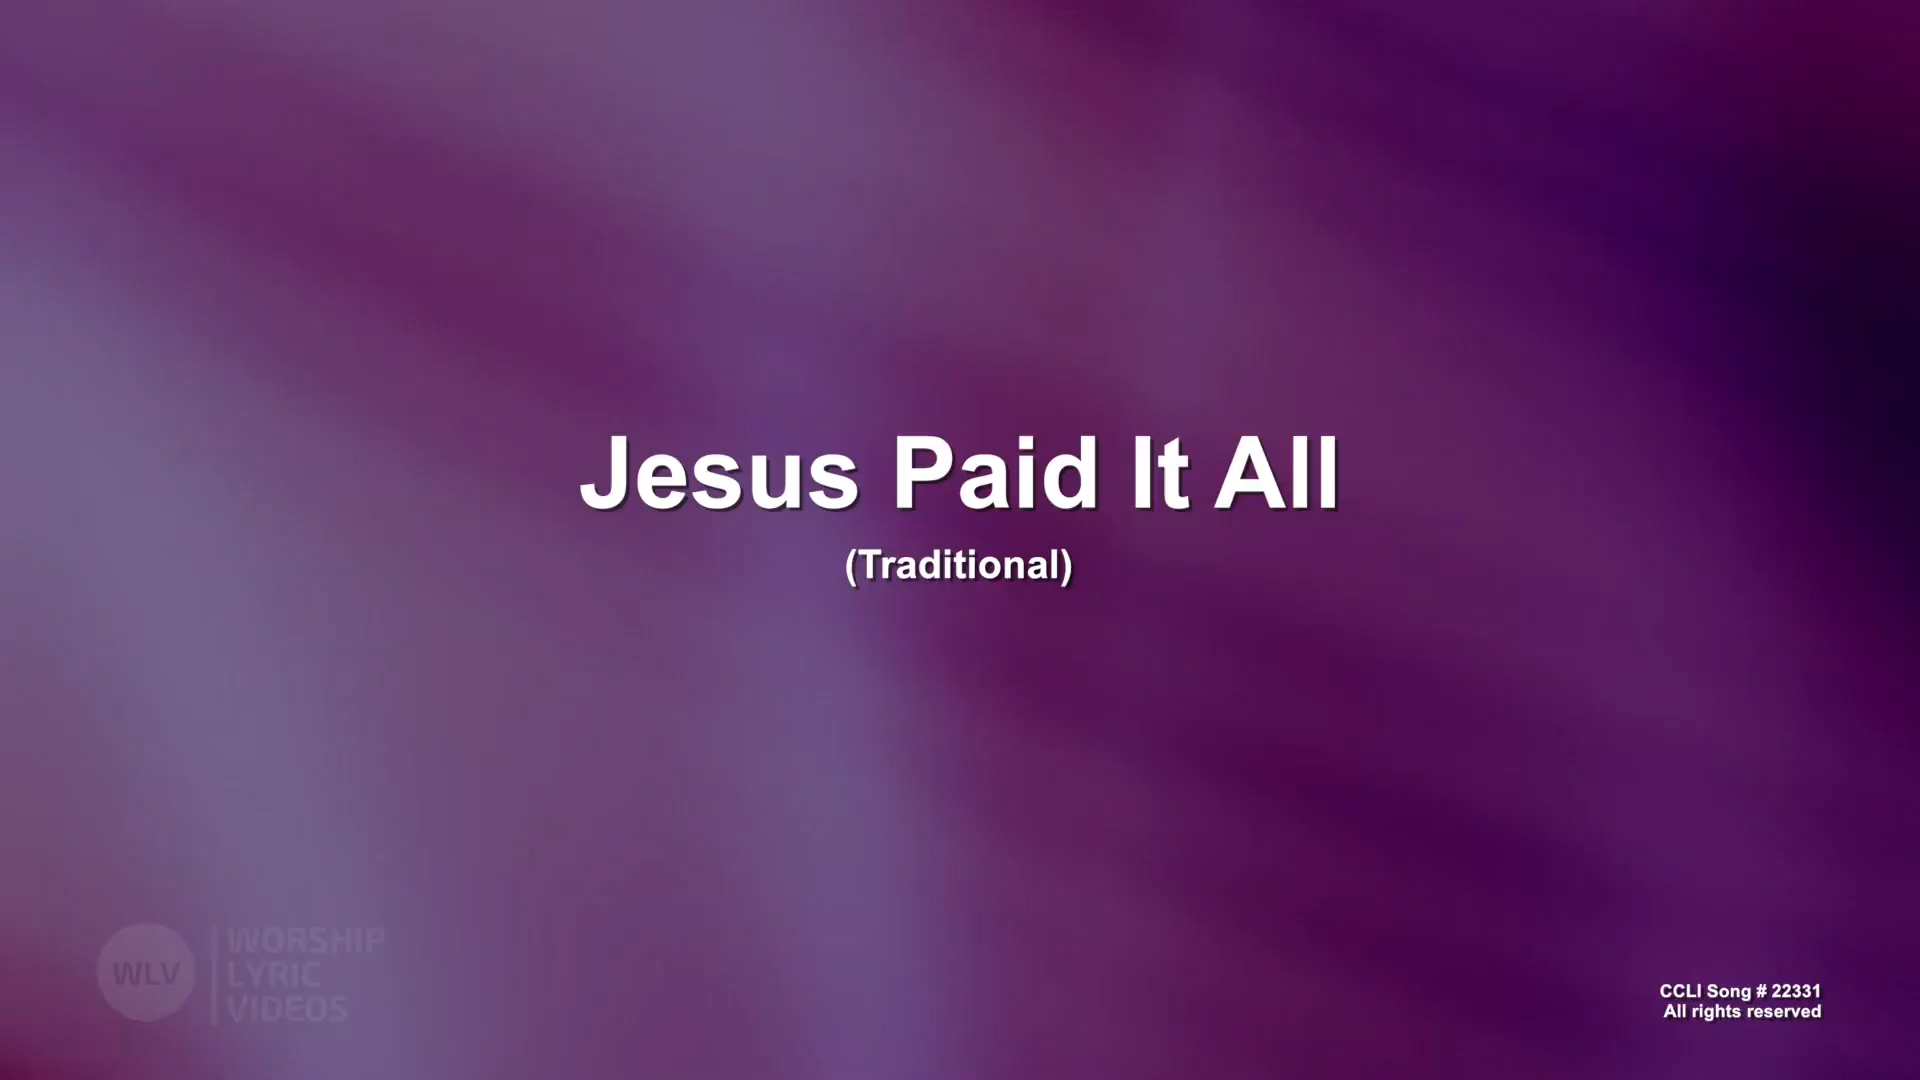 Jesus Paid It All
(Traditional)
WLV
WORSHIP
LYRIC
VIDEOS
CCLI Song # 22331
All rights reserved